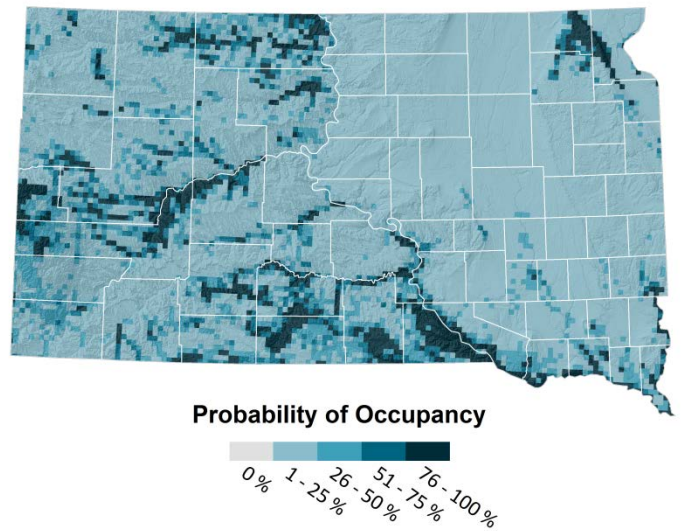 Probability of Occupancy
0 %
1 - 25 %
26 - 50 %
51 - 75 %
76 - 100 %